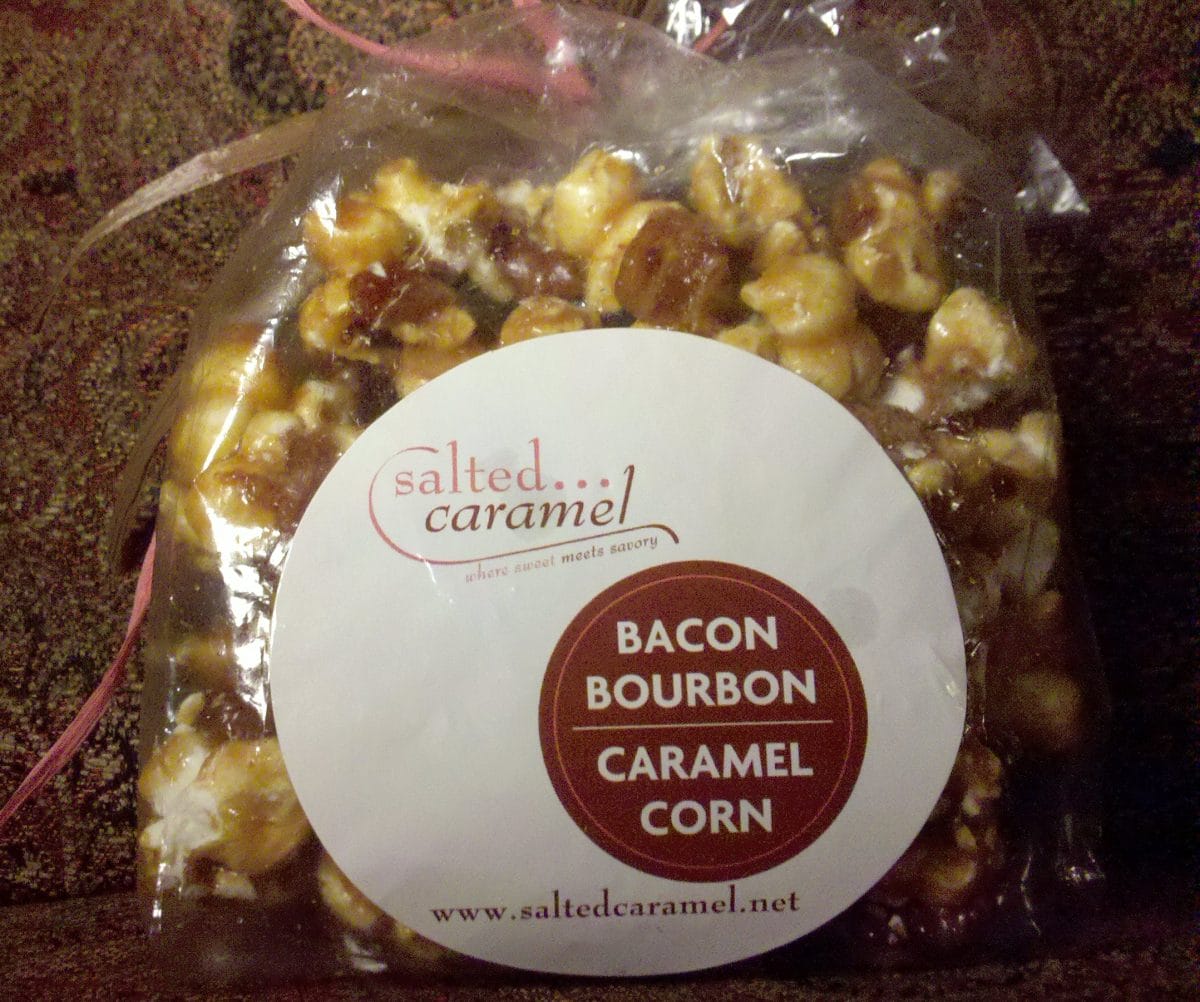 salted...
caramel
where sweet meets savory
BACON
BOURBON
CARAMEL
CORN
www.saltedcaramel.net